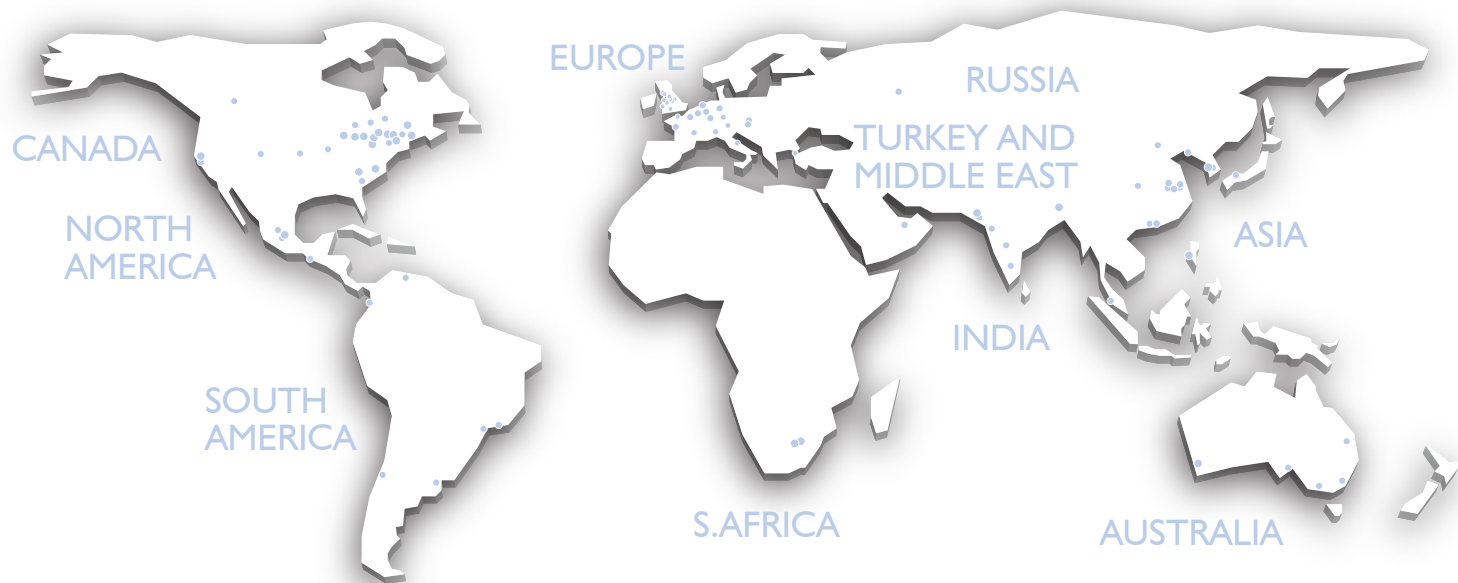 EUROPE
RUSSIA
CANADA
TURKEY AND
MIDDLE EAST
NORTH
AMERICA
ASIA
INDIA
SOUTH
AMERICA
S.AFRICA
AUSTRALIA